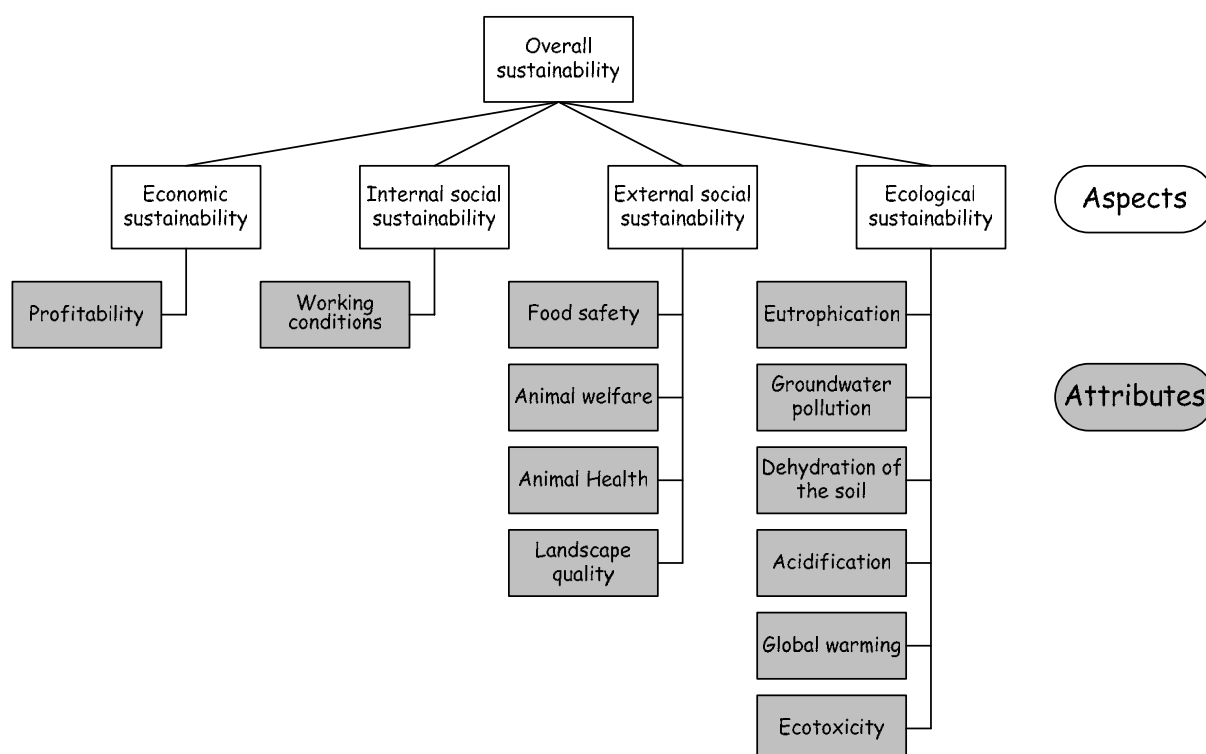 Overall
sustainability
Economic
sustainability
Internal social
sustainability
External social
sustainability
Ecological
sustainability
Aspects
Profitability
Working
conditions
Food safety
Eutrophication
Animal welfare
Groundwater
pollution
Attributes
Animal Health
Dehydration of
the soil
Landscape
quality
Acidification
Global warming
Ecotoxicity